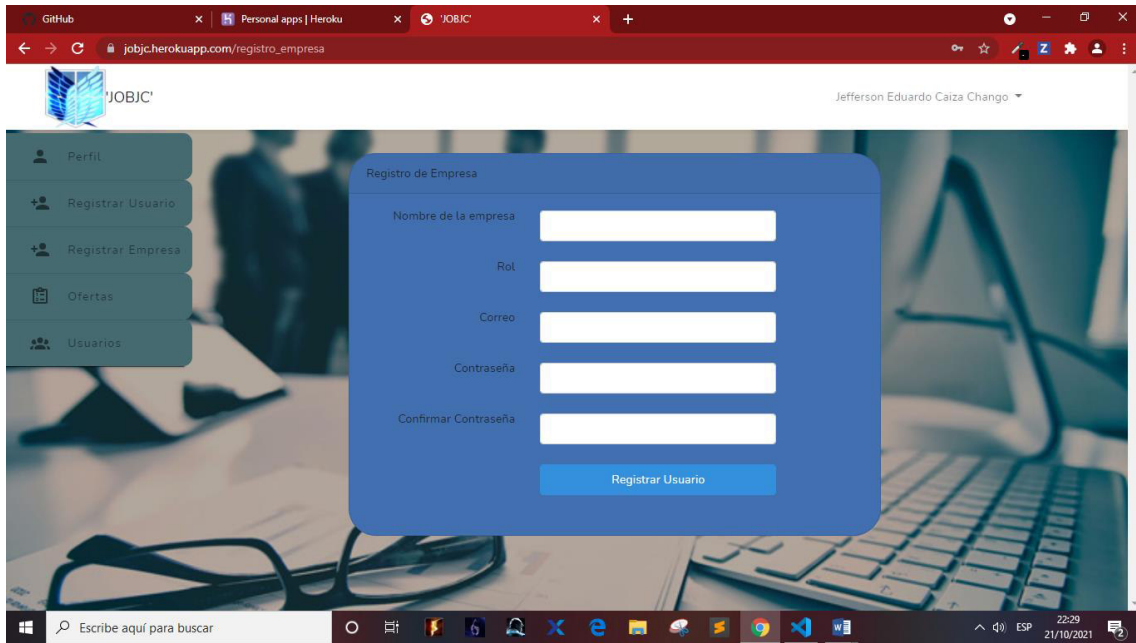 GitHub
Personal apps | Heroku
'JOBJC'
jobjc.herokuapp.com/registro_empresa
'JOBJC'
Jefferson Eduardo Caiza Chango
Perfil
Registrar Usuario
Registrar Empresa
Ofertas
Usuarios
Registro de Empresa
Nombre de la empresa
Rol
Correo
Contraseña
Confirmar Contraseña
Registrar Usuario
Escribe aquí para buscar
ESP
22:29
21/10/2021